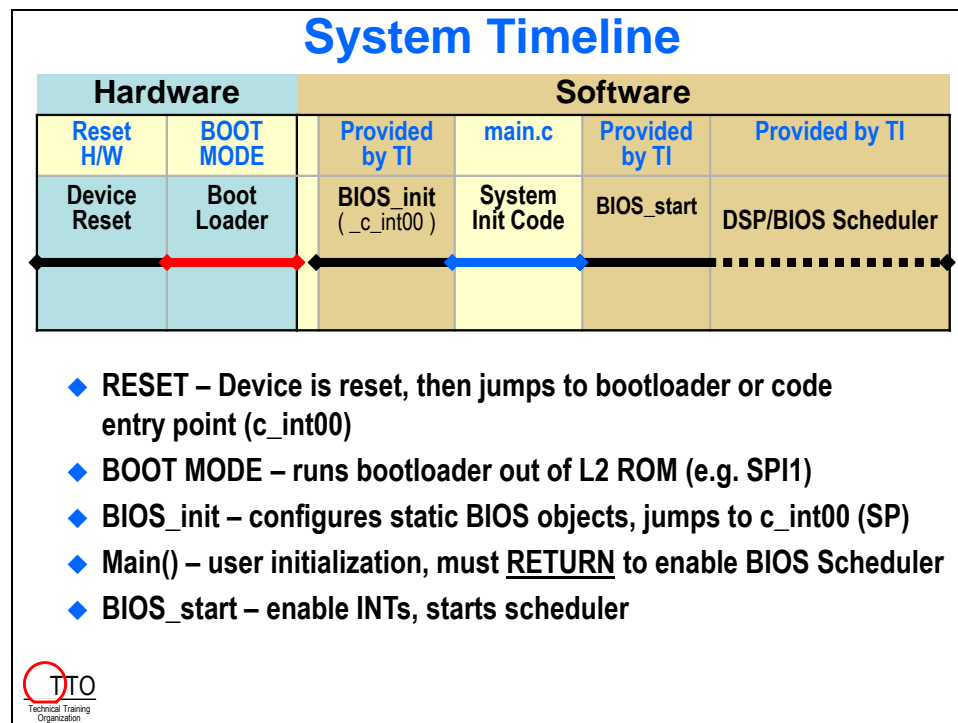 System Timeline
Hardware
Software
Reset
H/W
BOOT
MODE
Provided
by TI
main.c
Provided
by TI
Provided by TI
Device
Reset
Boot
Loader
BIOS_init
( _c_int00 )
System
Init Code
BIOS_start
DSP/BIOS Scheduler
◆ RESET – Device is reset, then jumps to bootloader or code
entry point (c_int00)
◆ BOOT MODE – runs bootloader out of L2 ROM (e.g. SPI1)
◆ BIOS_init – configures static BIOS objects, jumps to c_int00 (SP)
◆ Main() – user initialization, must RETURN to enable BIOS Scheduler
◆ BIOS_start – enable INTs, starts scheduler
TTO
Technical Training
Organization